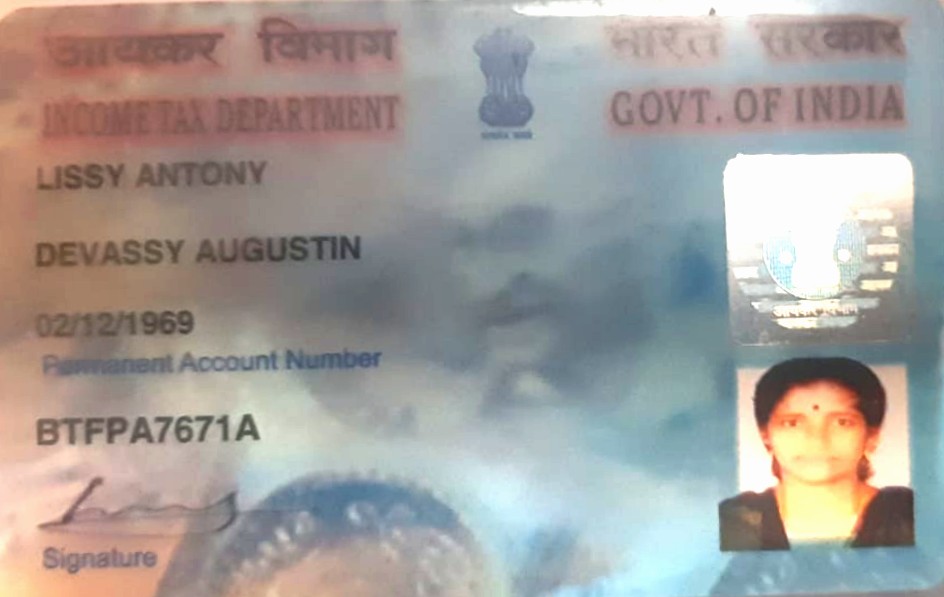 आयकर विभाग
भारत सरकार
INCOME TAX DEPARTMENT
GOVT. OF INDIA
LISSY ANTONY
DEVASSY AUGUSTIN
02/12/1969
Permanent Account Number
BTFPA7671A
Signature